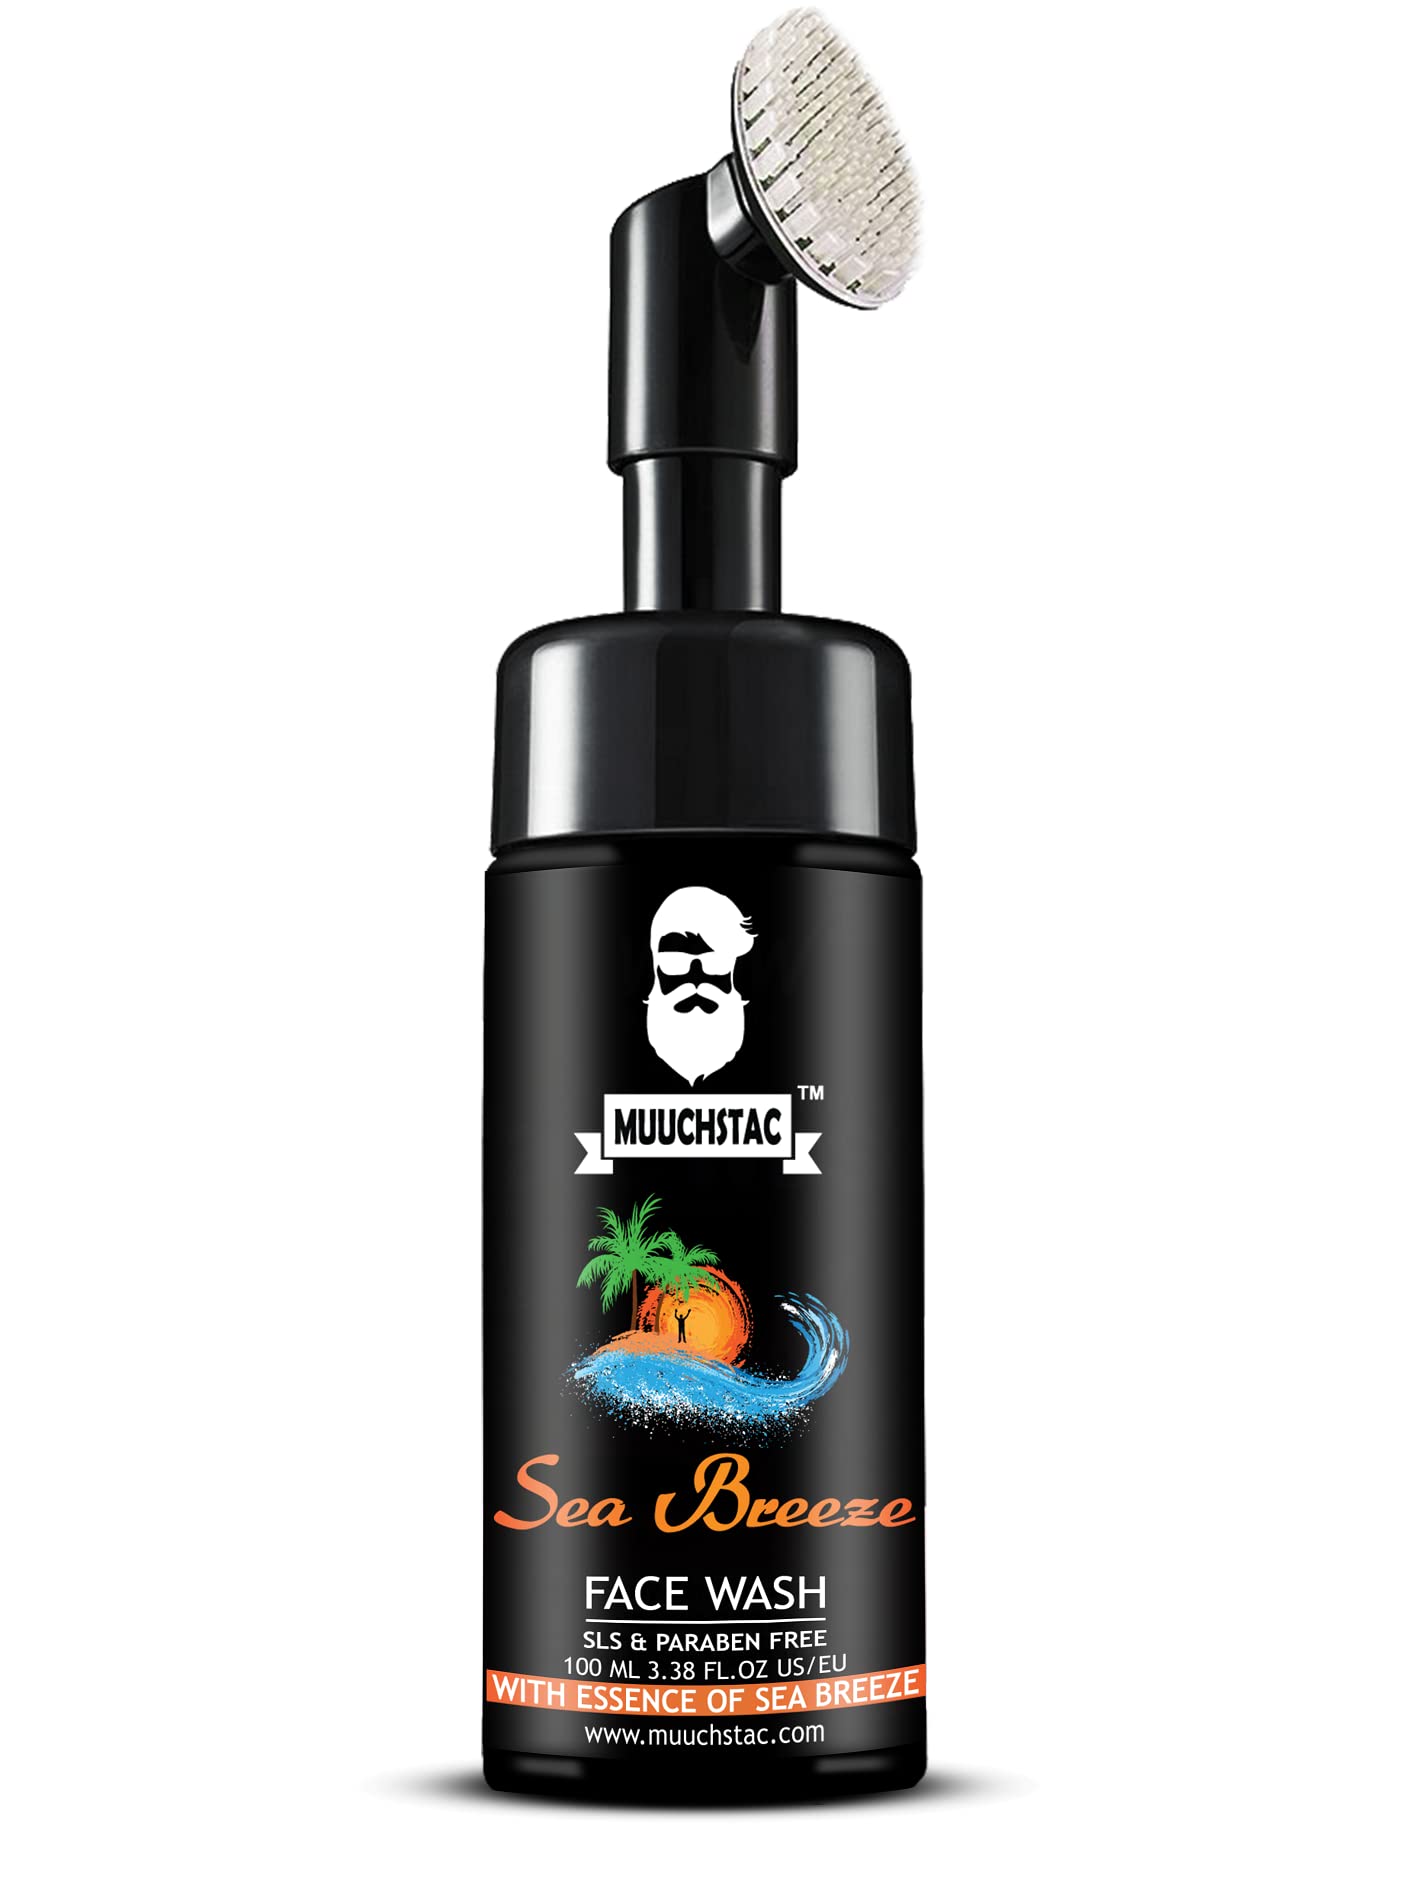 MUUCHSTAC
TM
Sea Breeze
FACE WASH
SLS & PARABEN FREE
100 ML 3.38 FL.OZ US/EU
WITH ESSENCE OF SEA BREEZE
www.muuchstac.com